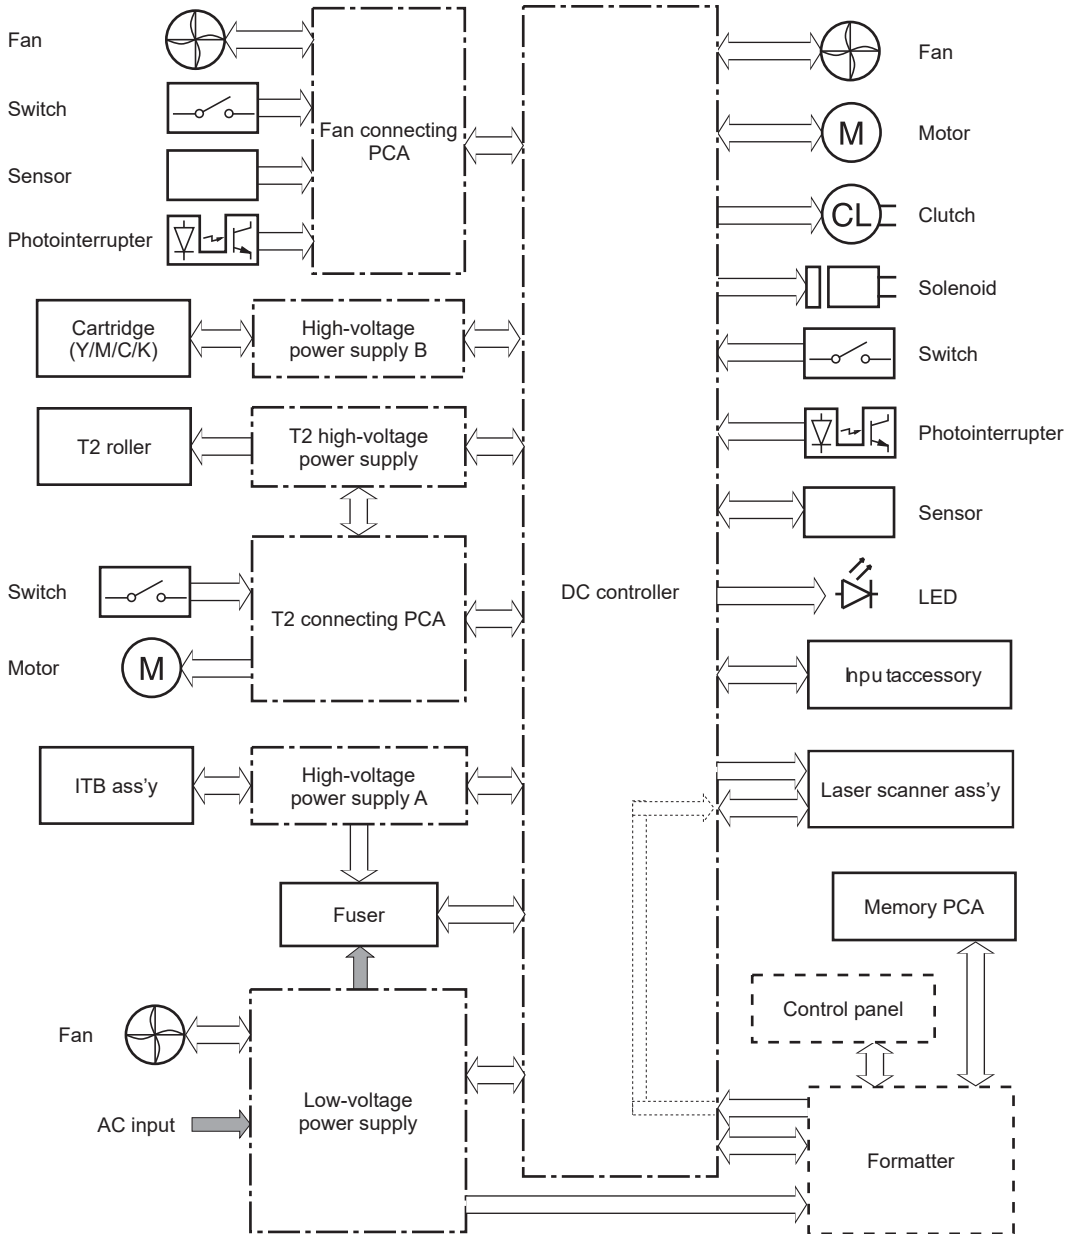 Fan
Switch
Sensor
Photointerrupter
Fan connecting
PCA
Cartridge
(Y/M/C/K)
High-voltage
power supply B
T2 roller
T2 high-voltage
power supply
Switch
Motor
M
T2 connecting PCA
ITB ass'y
High-voltage
power supply A
Fuser
Fan
AC input
Low-voltage
power supply
DC controller
Fan
M
Motor
CL
Clutch
Solenoid
Switch
Photointerrupter
Sensor
LED
Inpu taccessory
Laser scanner ass'y
Memory PCA
Control panel
Formatter